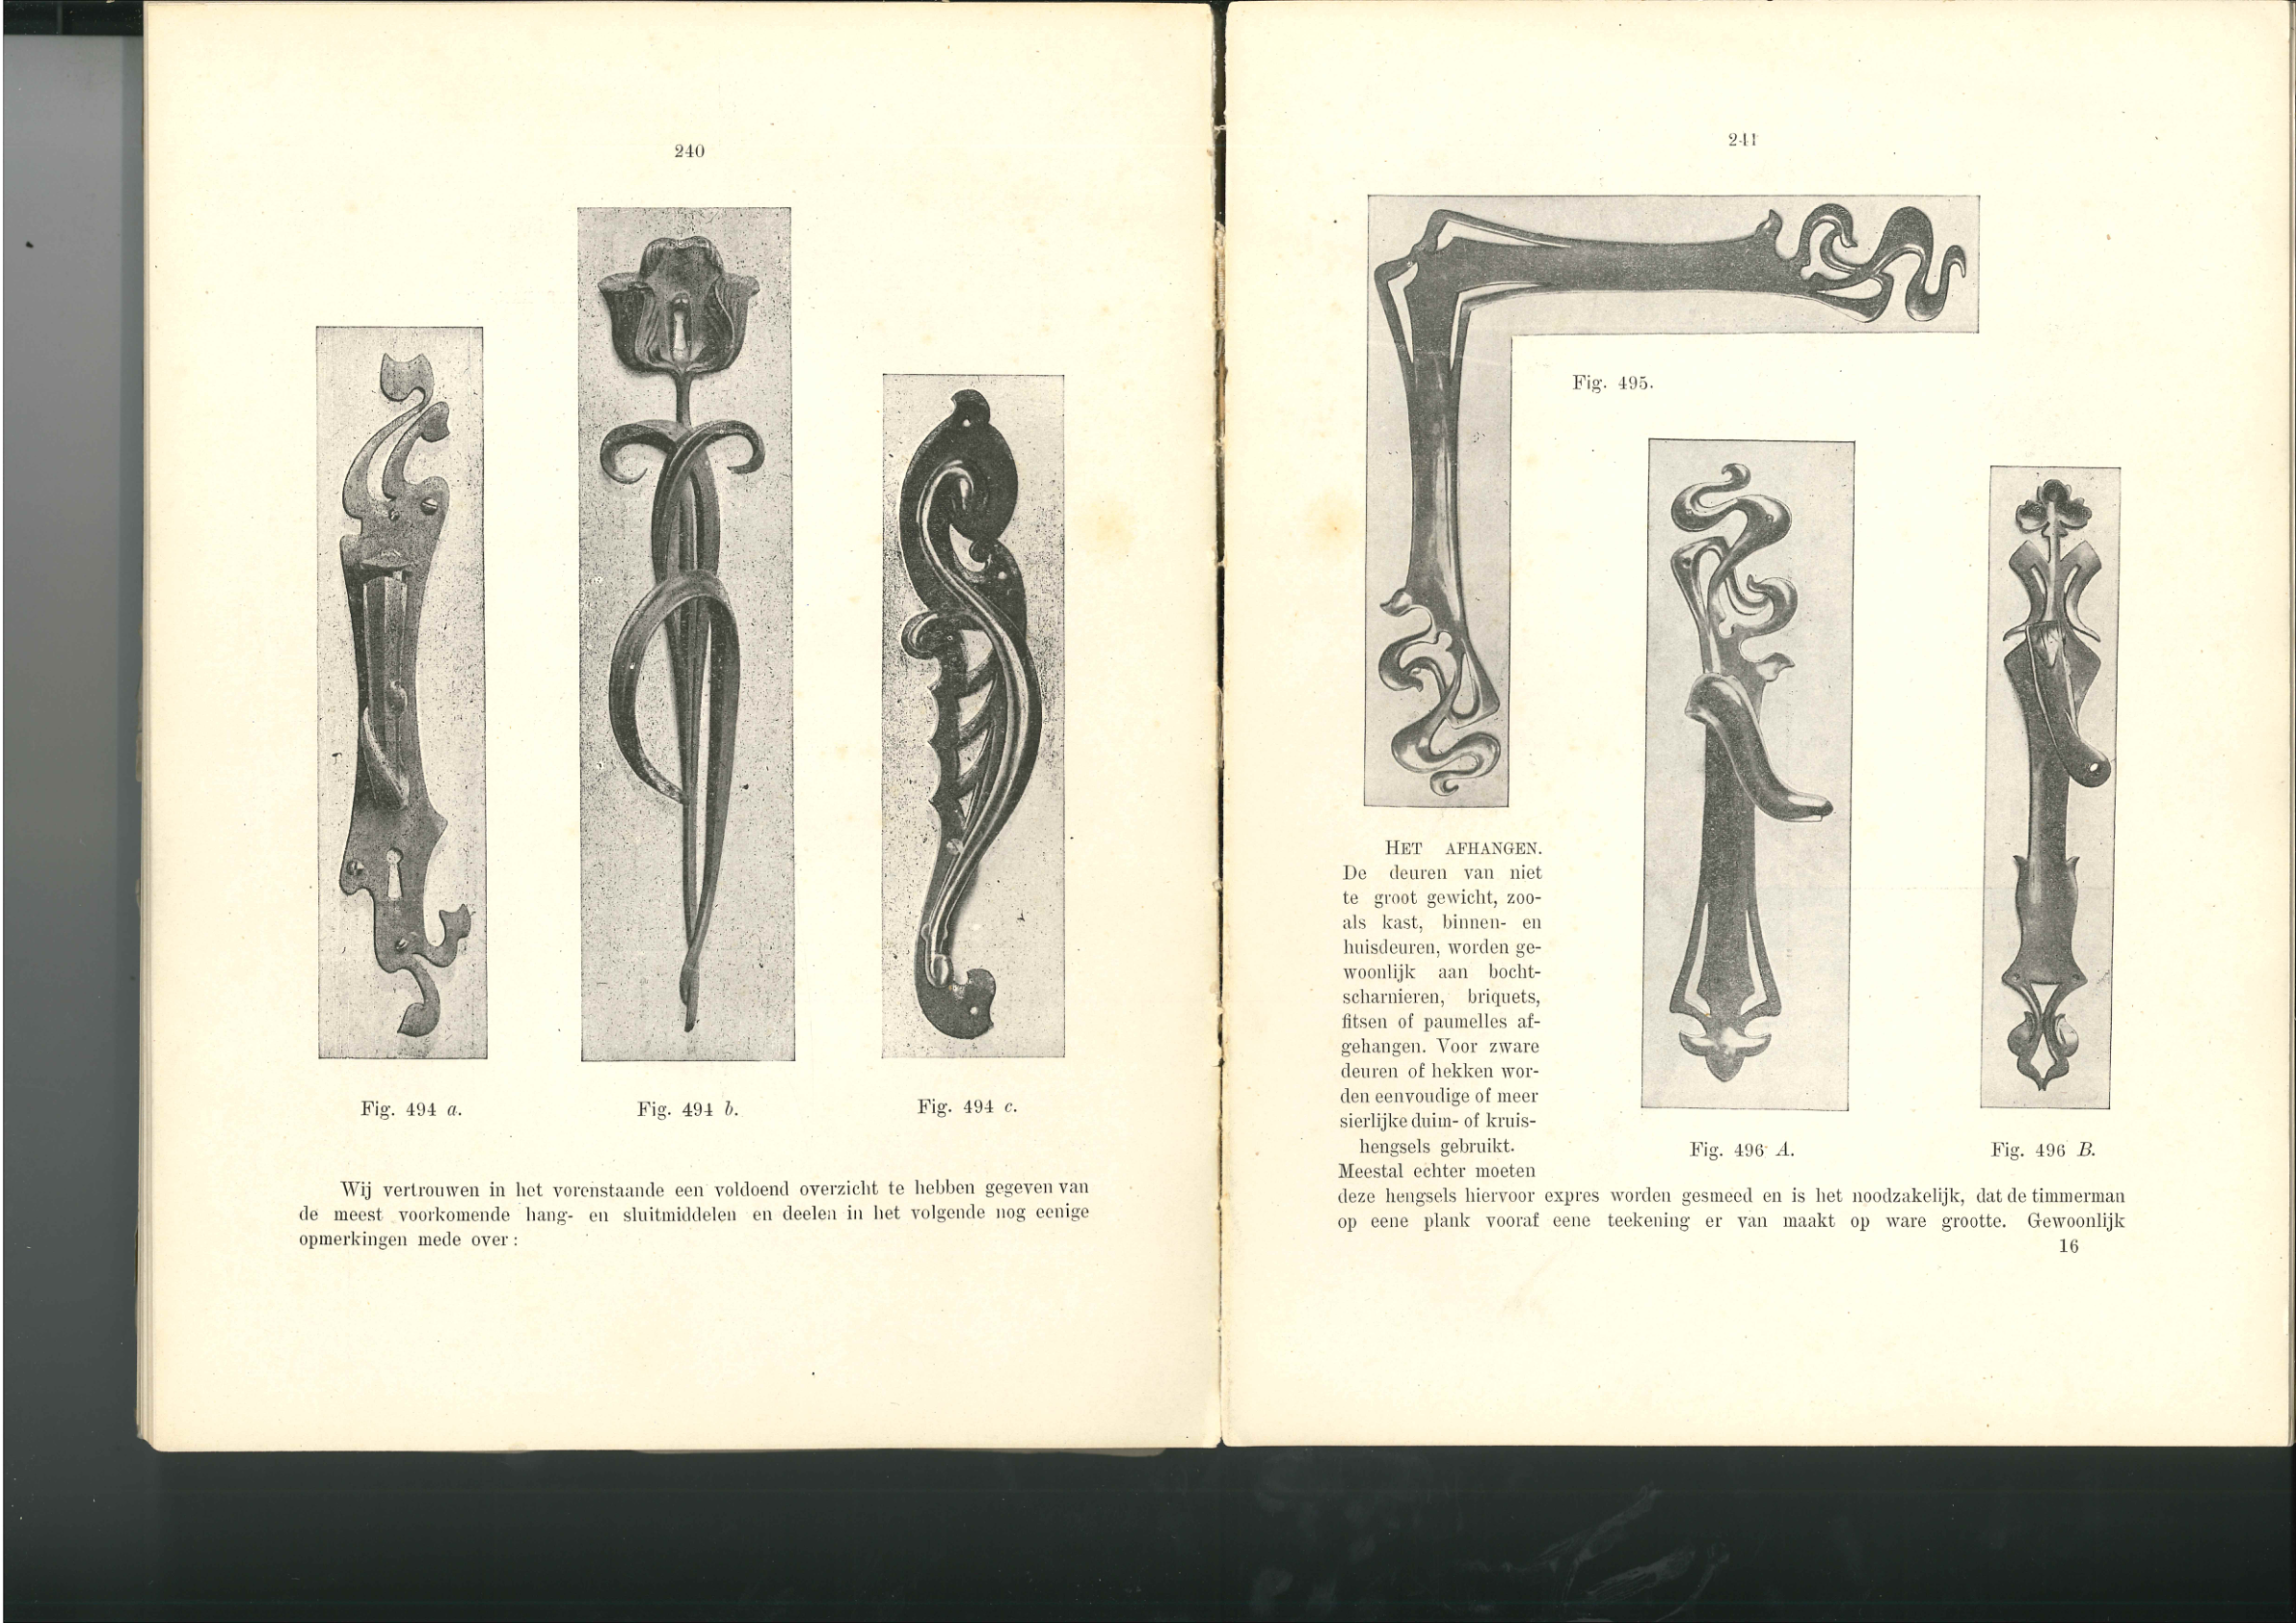 240
Fig. 494 a.
Fig. 494 b.
Fig. 494 c.
Wij vertrouwen in het vorenstaande een voldoend overzicht te hebben gegeven van
de meest voorkomende hang- en sluitmiddelen en deelen in het volgende nog eenige
opmerkingen mede over:
241
Fig. 495.
HET AFHANGEN.
De deuren van niet
te groot gewicht, zoo-
als kast, binnen- en
huisdeuren, worden ge-
woonlijk aan bocht-
scharnieren, briquets,
fitsen of paumelles af-
gehangen. Voor zware
deuren of hekken wor-
den eenvoudige of meer
sierlijke duim- of kruis-
hengsels gebruikt.
Meestal echter moeten
Fig. 496 A.
Fig. 496 B.
deze hengsels hiervoor expres worden gesmeed en is het noodzakelijk, dat de timmerman
op eene plank vooraf eene teekening er van maakt op ware grootte. Gewoonlijk
16